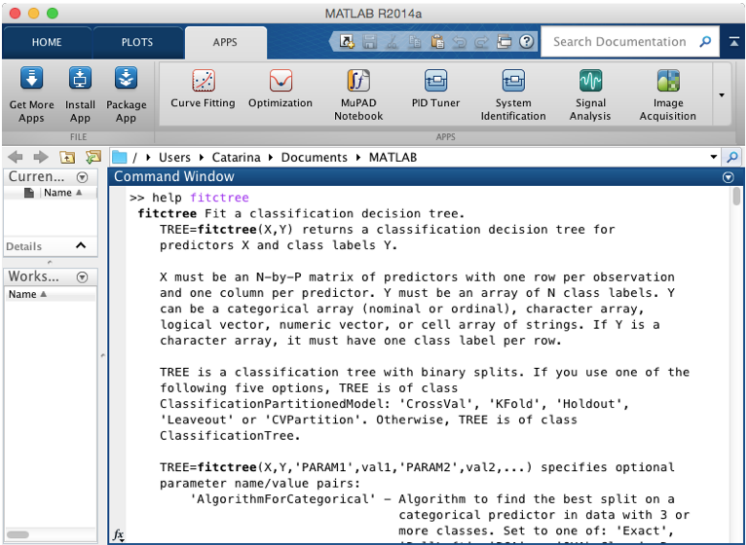 MATLAB R2014a
HOME PLOTS APPS Search Documentation
Get More Apps Install App Package App Curve Fitting Optimization MuPAD Notebook PID Tuner System Identification Signal Analysis Image Acquisition
FILE APPS
/ Users Catarina Documents MATLAB
Curren...
Name
Details
Works...
Name
Command Window
>> help fitctree
fitctree Fit a classification decision tree.
TREE=fitctree(X,Y) returns a classification decision tree for
predictors X and class labels Y.
X must be an N-by-P matrix of predictors with one row per observation
and one column per predictor. Y must be an array of N class labels. Y
can be a categorical array (nominal or ordinal), character array,
logical vector, numeric vector, or cell array of strings. If Y is a
character array, it must have one class label per row.
TREE is a classification tree with binary splits. If you use one of the
following five options, TREE is of class
ClassificationPartitionedModel: 'CrossVal', 'KFold', 'Holdout',
'Leaveout' or 'CVPartition'. Otherwise, TREE is of class
ClassificationTree.
TREE=fitctree(X,Y,'PARAM1',val1,'PARAM2',val2,...) specifies optional
parameter name/value pairs:
'AlgorithmForCategorical' – Algorithm to find the best split on a
categorical predictor in data with 3 or
more classes. Set to one of: 'Exact',
fx